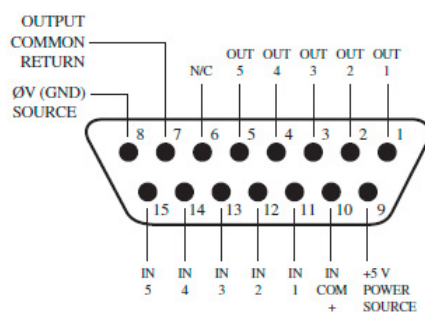 OUTPUT
COMMON
RETURN
OUT OUT OUT OUT OUT
N/C 5 4 3 2 1
ØV (GND)
SOURCE
8 7 6 5 4 3 2 1
15 14 13 12 11 10 9
IN IN IN IN IN IN +5 V
5 4 3 2 1 COM POWER
+ SOURCE